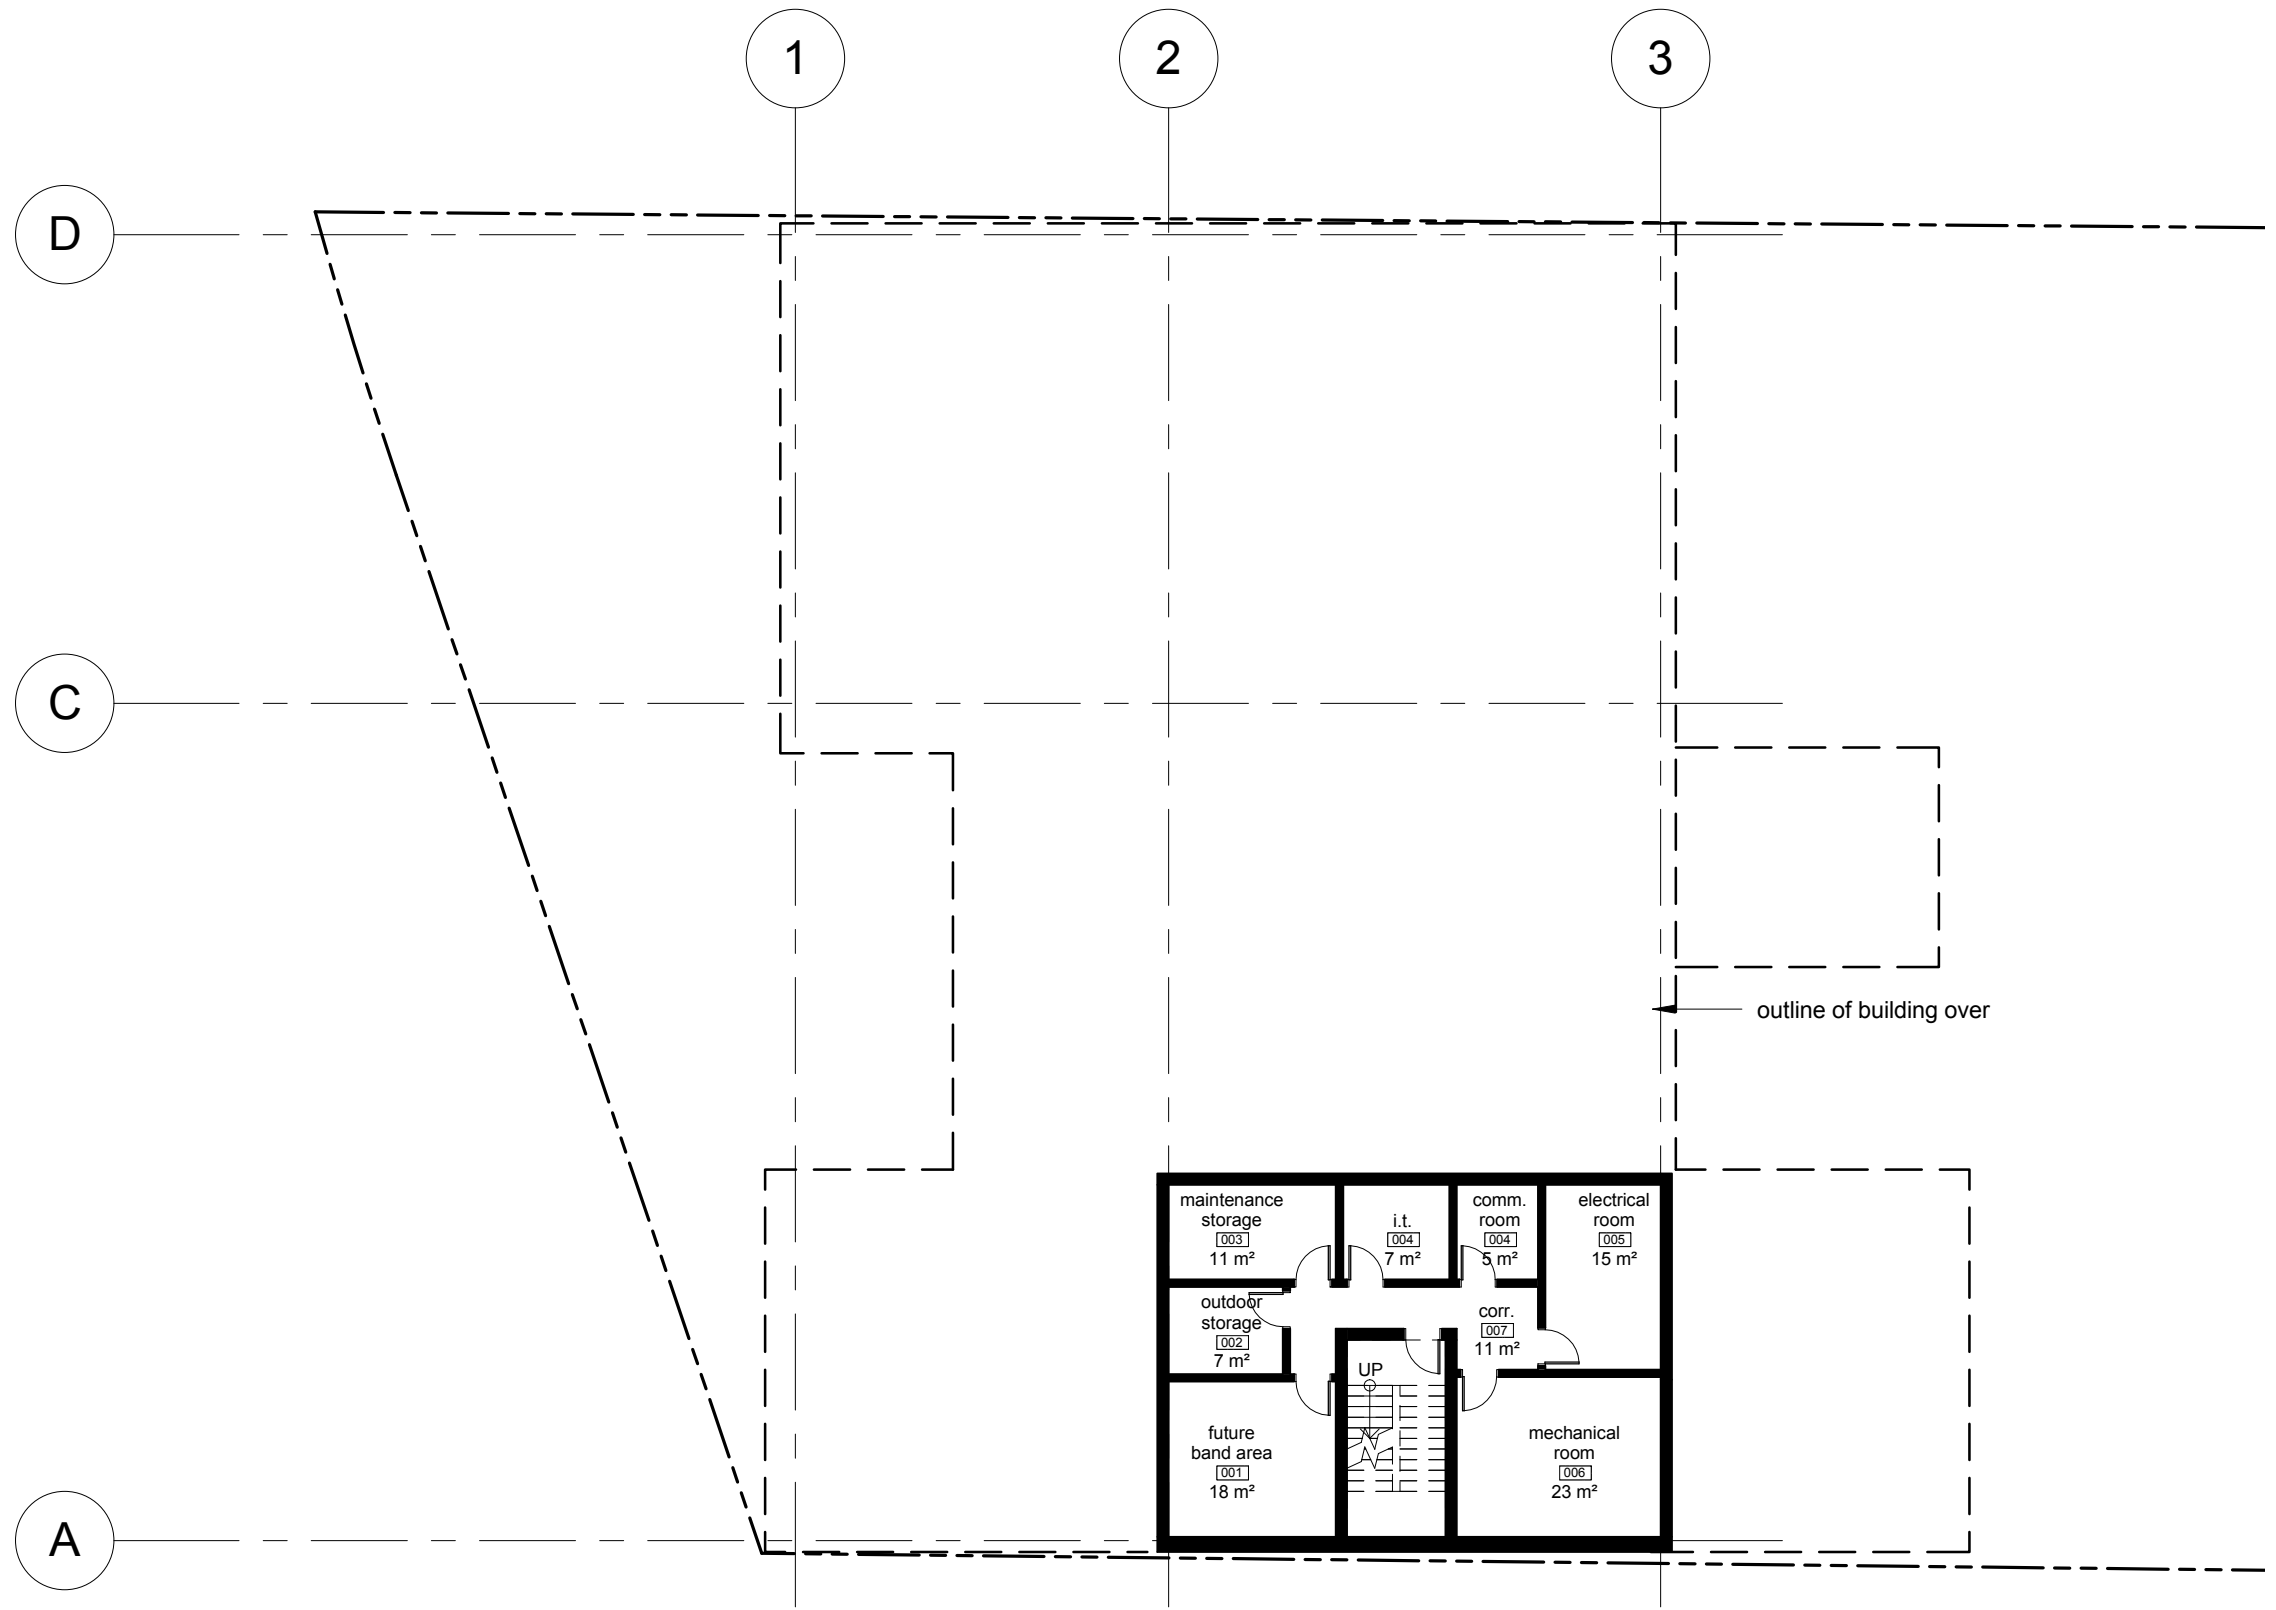 1
2
3
D
C
A
outline of building over
maintenance
storage
003
11 m²
i.t.
004
7 m²
comm.
room
004
5 m²
electrical
room
005
15 m²
outdoor
storage
002
7 m²
corr.
007
11 m²
UP
future
band area
001
18 m²
mechanical
room
006
23 m²